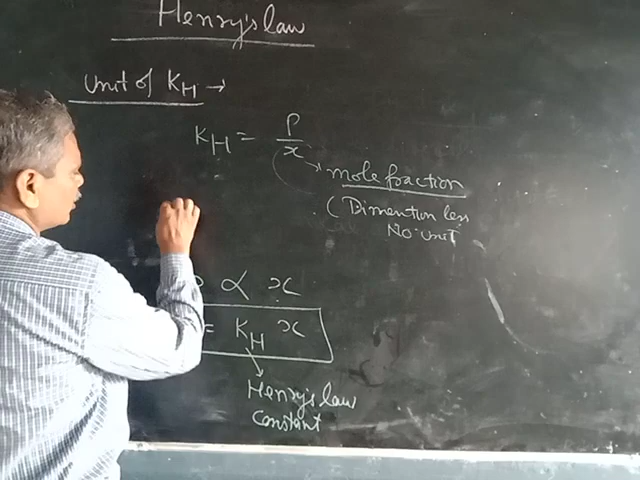 Henry's law
Unit of KH →
KH = P/x
mole fraction
(Dimention less
No unit
∝ x
= KH x
Henry's law
Constant